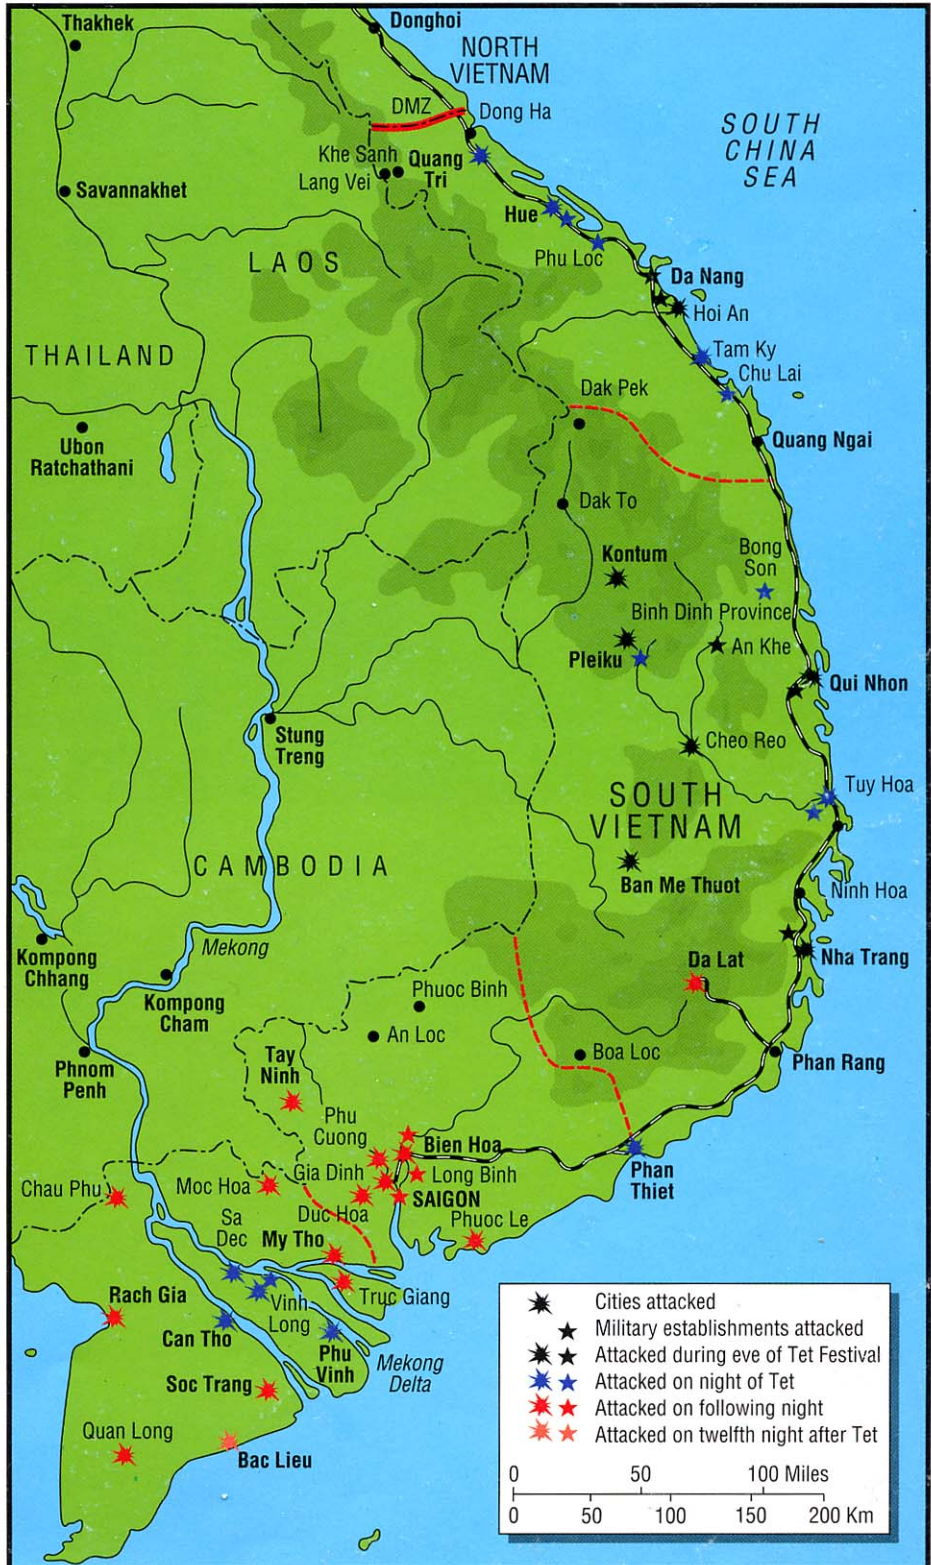 Thakhek
Donghoi
NORTH
VIETNAM
DMZ
Dong Ha
SOUTH
CHINA
SEA
Khe Sanh
Quang
Tri
Lang Vei
Savannakhet
Hue
LAOS
Phu Loc
Da Nang
Hoi An
THAILAND
Tam Ky
Chu Lai
Dak Pek
Ubon
Ratchathani
Quang Ngai
Dak To
Bong
Son
Kontum
Binh Dinh Province
An Khe
Pleiku
Qui Nhon
Stung
Treng
Cheo Reo
Tuy Hoa
SOUTH
VIETNAM
CAMBODIA
Ban Me Thuot
Ninh Hoa
Mekong
Kompong
Chhang
Da Lat
Nha Trang
Phuoc Binh
Kompong
Cham
An Loc
Tay
Ninh
Boa Loc
Phnom
Penh
Phan Rang
Phu
Cuong
Bien Hoa
Gia Dinh
Long Binh
Phan
Thiet
Chau Phu
Moc Hoa
SAIGON
Duc Hoa
Sa
Dec
My Tho
Phuoc Le
Rach Gia
Vinh
Long
Truc Giang
Can Tho
Phu
Vinh
Mekong
Delta
Soc Trang
Quan Long
Bac Lieu
Cities attacked
Military establishments attacked
Attacked during eve of Tet Festival
Attacked on night of Tet
Attacked on following night
Attacked on twelfth night after Tet
0 50 100 Miles
0 50 100 150 200 Km